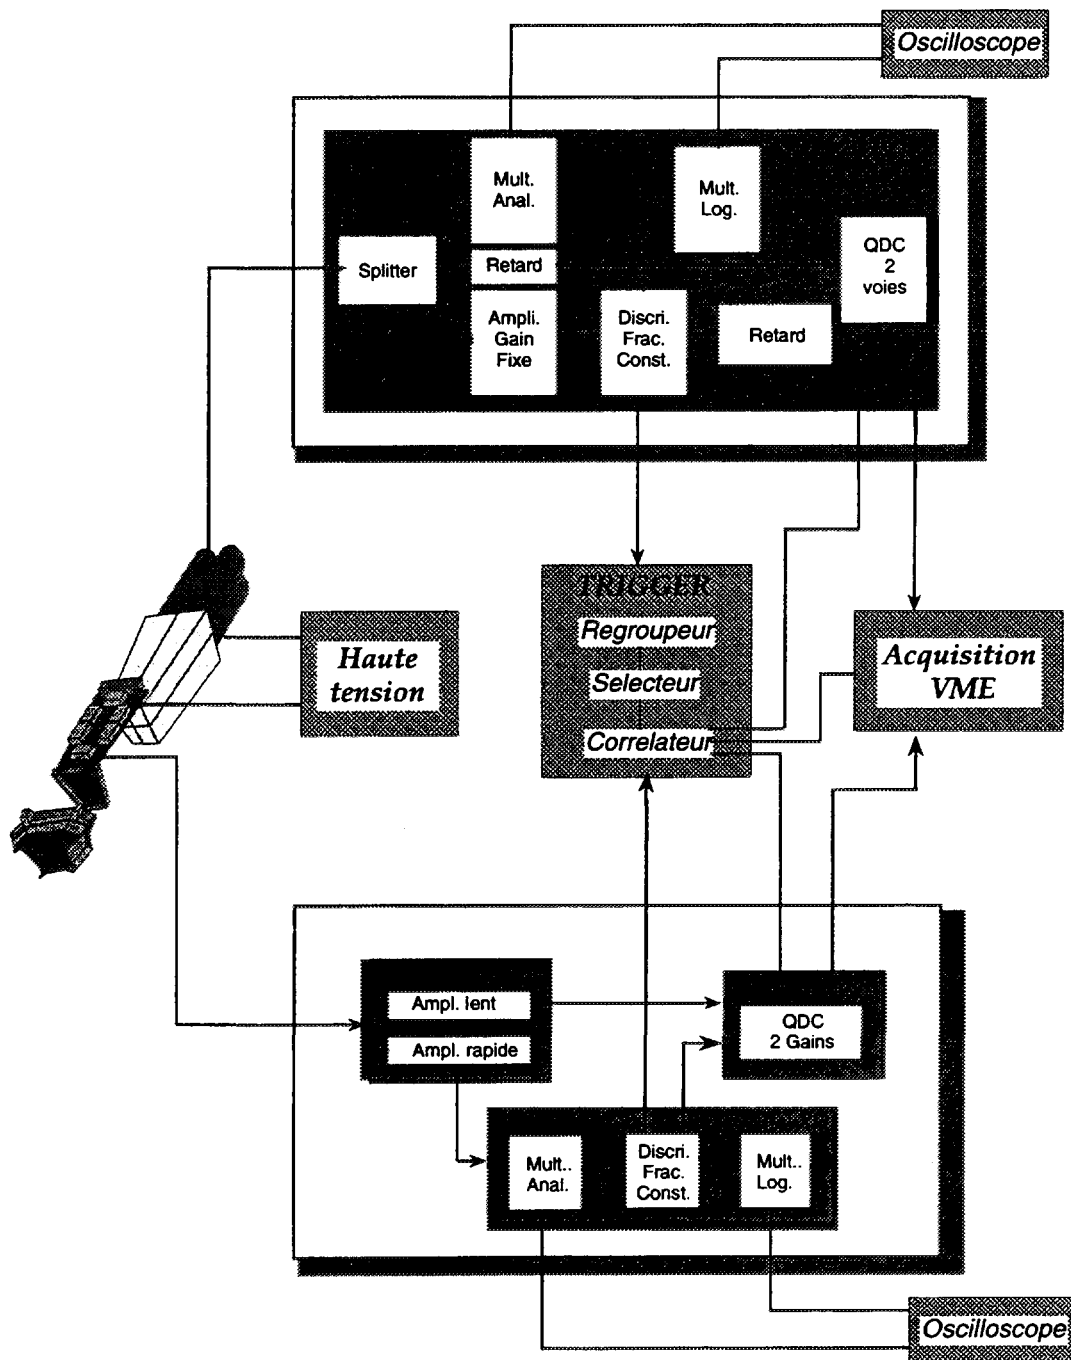 Oscilloscope
Mult.
Anal.
Mult.
Log.
Splitter
Retard
QDC
2
voies
Ampli.
Gain
Fixe
Discri.
Frac.
Const.
Retard
TRIGGER
Regroupeur
Selecteur
Correlateur
Haute
tension
Acquisition
VME
Ampl. lent
Ampl. rapide
QDC
2 Gains
Mult..
Anal.
Discri.
Frac.
Const.
Mult..
Log.
Oscilloscope